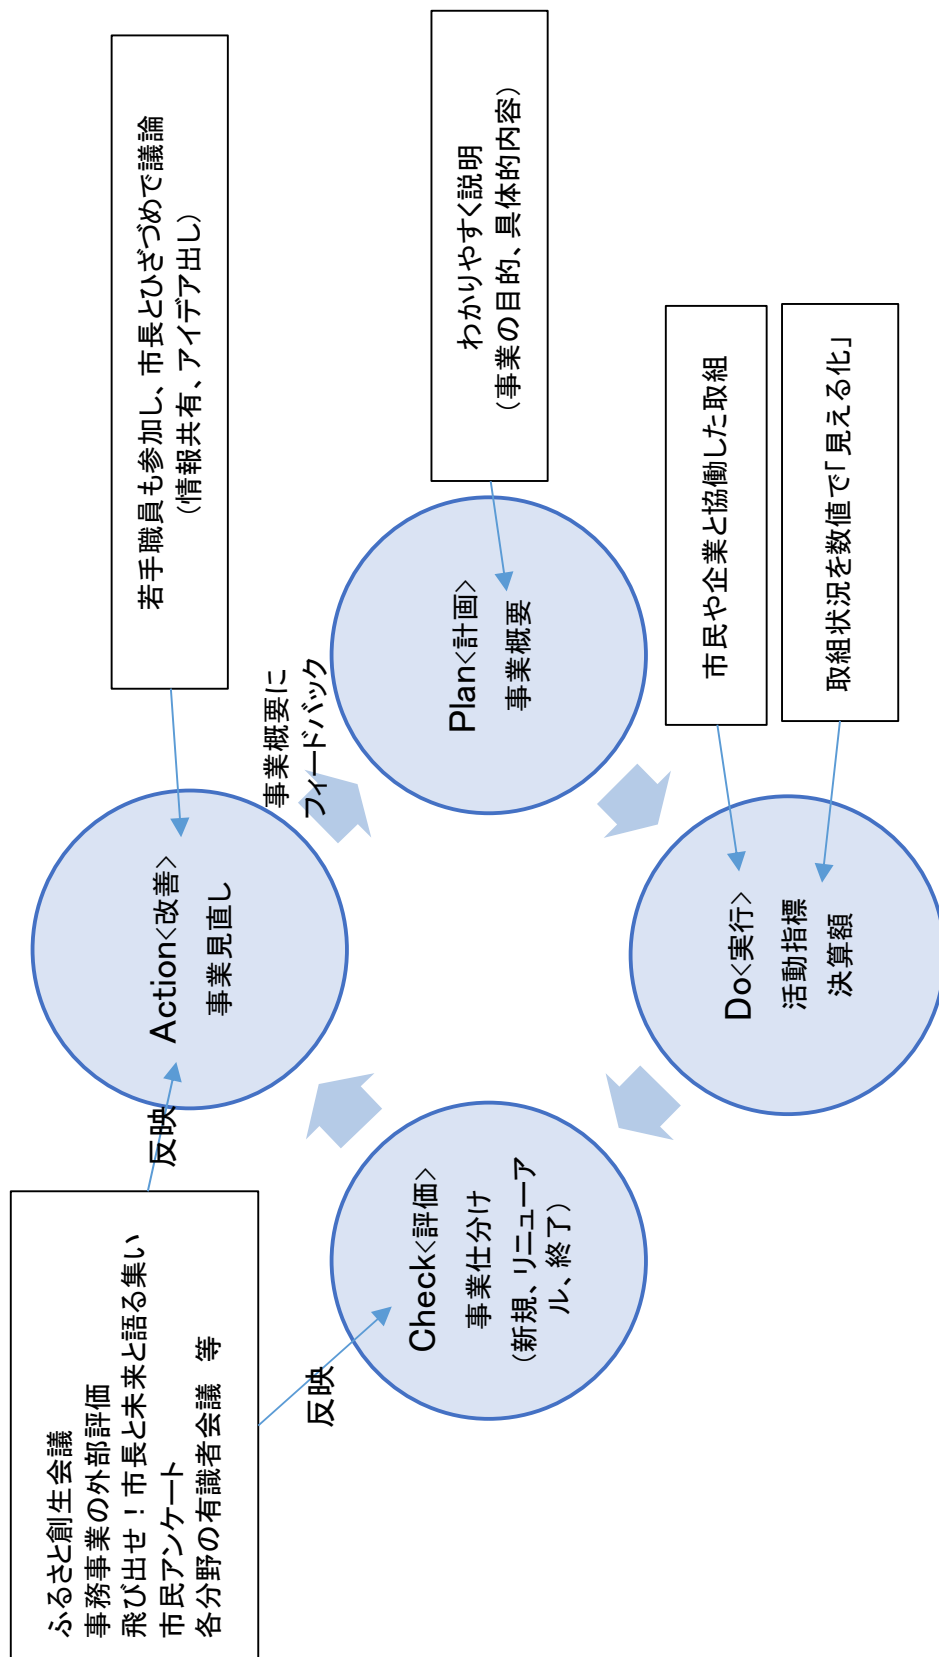 ふるさと創生会議
事務事業の外部評価
飛び出せ！市長と未来と語る集い
市民アンケート
各分野の有識者会議　等
反映
反映
若手職員も参加し、市長とひざづめで議論
（情報共有、アイデア出し）
Action<改善>
事業見直し
事業概要に
フィードバック
わかりやすく説明
（事業の目的、具体的内容）
Plan<計画>
事業概要
Check<評価>
事業仕分け
（新規、リニューア
ル、終了）
市民や企業と協働した取組
取組状況を数値で「見える化」
Do<実行>
活動指標
決算額